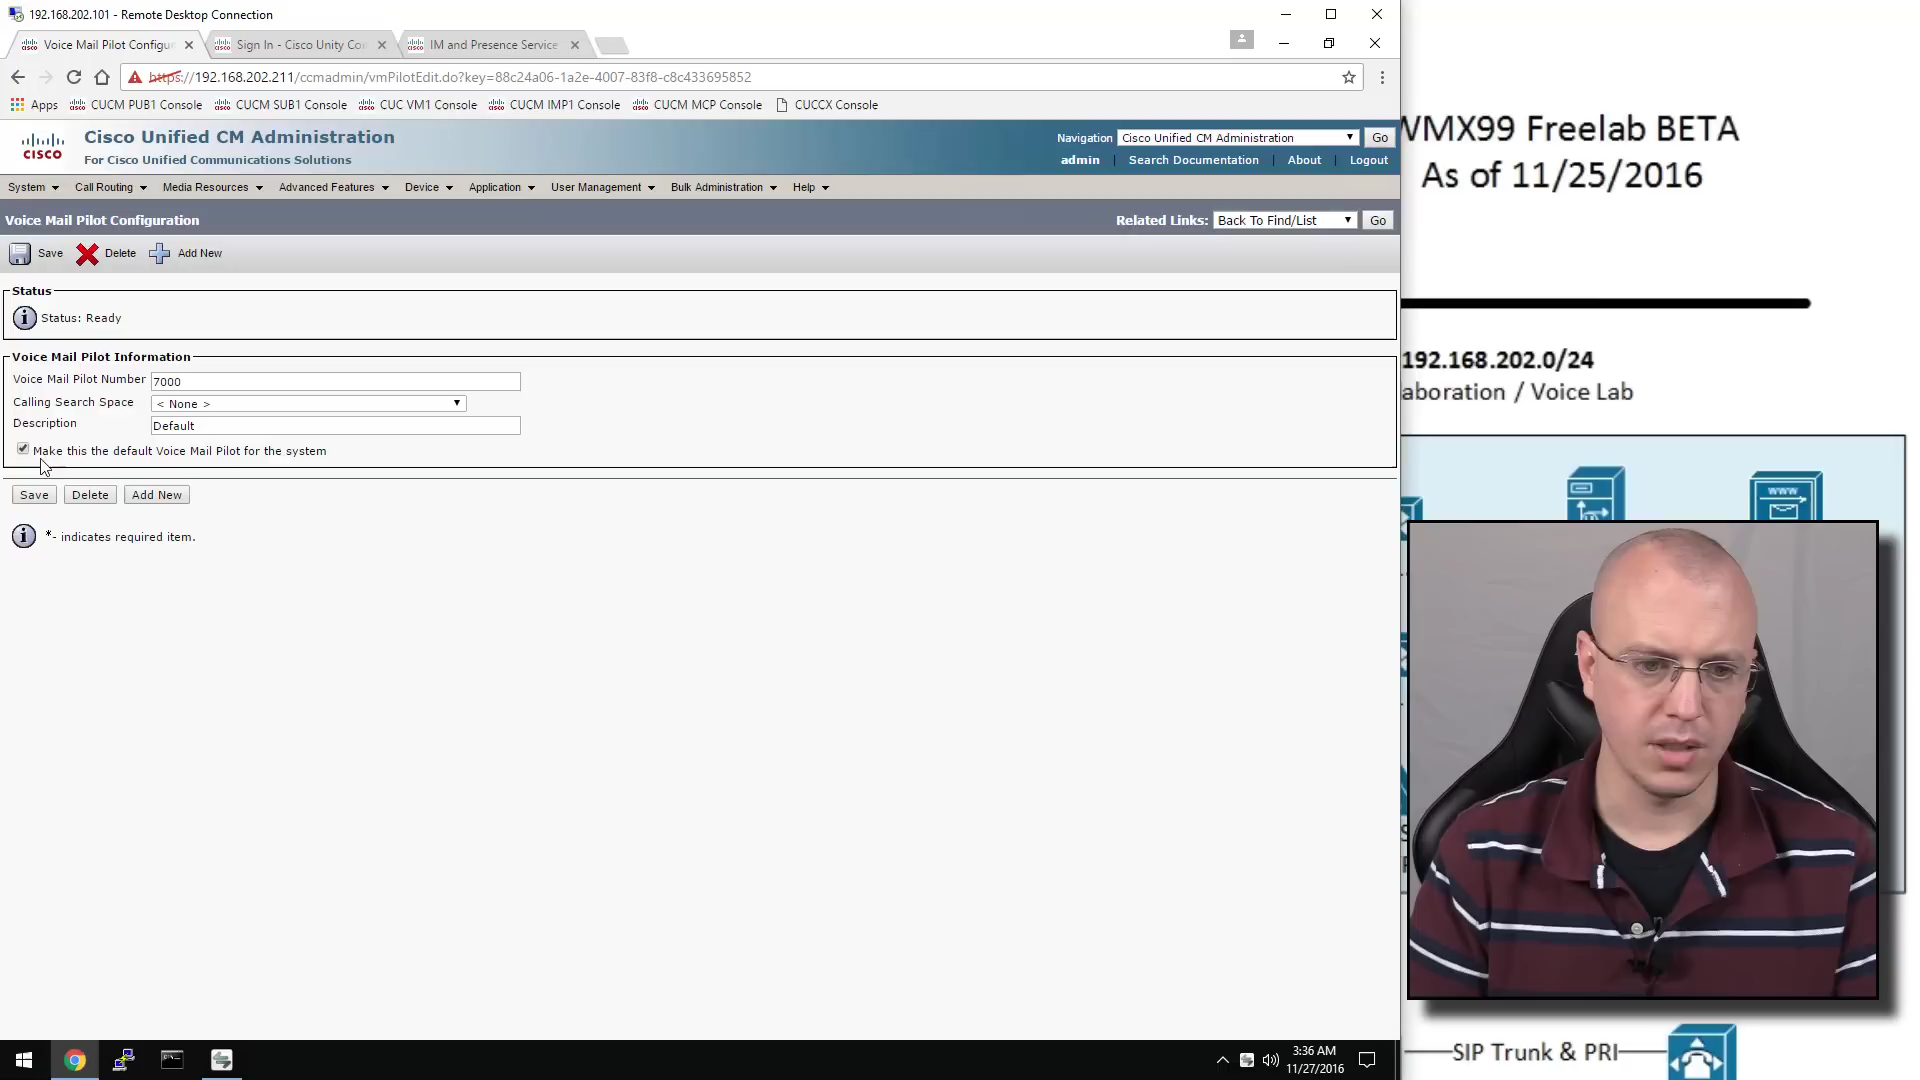 192.168.202.101 - Remote Desktop Connection
Voice Mail Pilot Configu
Sign In - Cisco Unity Co
IM and Presence Service
https://192.168.202.211/ccmadmin/vmPilotEdit.do?key=88c24a06-1a2e-4007-83f8-c8c433695852
Apps
CUCM PUB1 Console
CUCM SUB1 Console
CUC VM1 Console
CUCM IMP1 Console
CUCM MCP Console
CUCCX Console
CISCO
Cisco Unified CM Administration
For Cisco Unified Communications Solutions
Navigation
Cisco Unified CM Administration
Go
admin
Search Documentation
About
Logout
System
Call Routing
Media Resources
Advanced Features
Device
Application
User Management
Bulk Administration
Help
Voice Mail Pilot Configuration
Related Links:
Back To Find/List
Go
Save
Delete
Add New
Status
Status: Ready
Voice Mail Pilot Information
Voice Mail Pilot Number
7000
Calling Search Space
< None >
Description
Default
Make this the default Voice Mail Pilot for the system
Save
Delete
Add New
*- indicates required item.
3:36 AM
11/27/2016
WMX99 Freelab BETA
As of 11/25/2016
192.168.202.0/24
aboration / Voice Lab
WWW
SIP Trunk & PRI